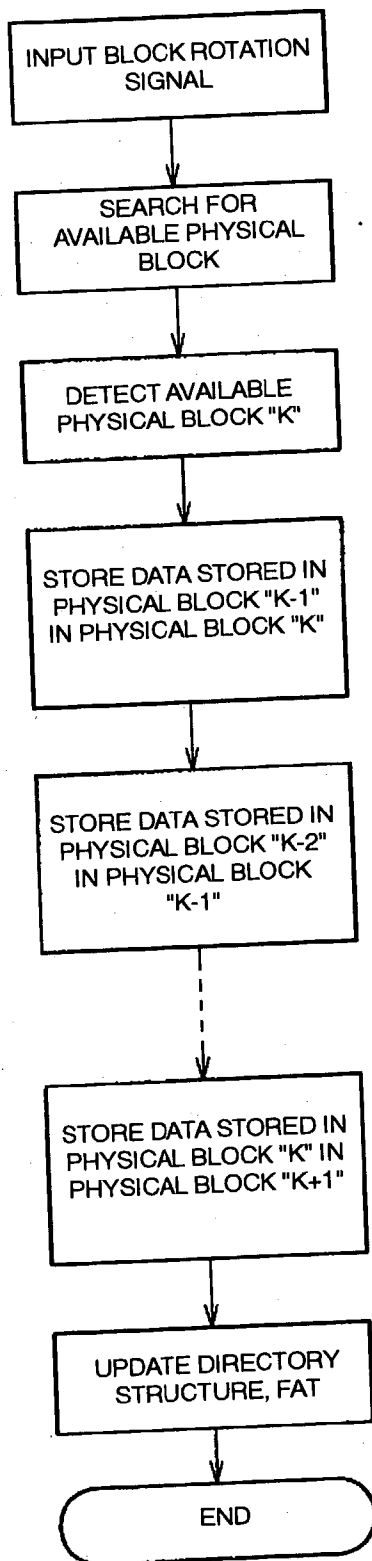 INPUT BLOCK ROTATION
SIGNAL
SEARCH FOR
AVAILABLE PHYSICAL
BLOCK
DETECT AVAILABLE
PHYSICAL BLOCK "K"
STORE DATA STORED IN
PHYSICAL BLOCK "K-1"
IN PHYSICAL BLOCK "K"
STORE DATA STORED IN
PHYSICAL BLOCK "K-2"
IN PHYSICAL BLOCK
"K-1"
STORE DATA STORED IN
PHYSICAL BLOCK "K" IN
PHYSICAL BLOCK "K+1"
UPDATE DIRECTORY
STRUCTURE, FAT
END